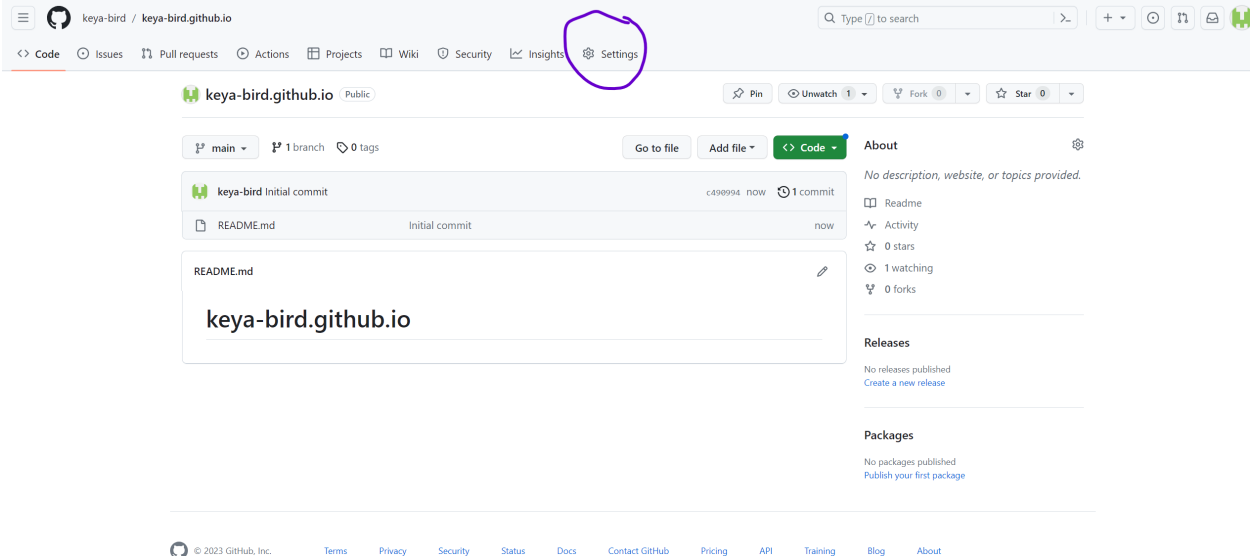 keya-bird / keya-bird.github.io Type / to search
Code Issues Pull requests Actions Projects Wiki Security Insights Settings
keya-bird.github.io Public Pin Unwatch 1 Fork 0 Star 0
main 1 branch 0 tags Go to file Add file Code
keya-bird Initial commit c490994 now 1 commit
README.md Initial commit now
README.md
keya-bird.github.io
About
No description, website, or topics provided.
Readme
Activity
0 stars
1 watching
0 forks
Releases
No releases published
Create a new release
Packages
No packages published
Publish your first package
© 2023 GitHub, Inc. Terms Privacy Security Status Docs Contact GitHub Pricing API Training Blog About